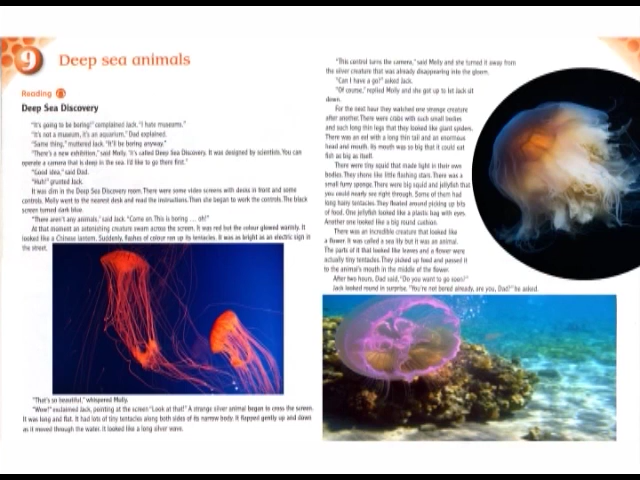 9 Deep sea animals
Reading
Deep Sea Discovery
"It's going to be boring!" complained Jack. "I hate museums."
"It's not a museum, it's an aquarium," Dad explained.
"Same thing," muttered Jack. "It'll be boring anyway."
"There's a new exhibition," said Molly, "it's called Deep Sea Discovery. It was designed by scientists. You can
operate a camera that is deep in the sea. I'd like to go there first."
"Good idea," said Dad.
"Huh!" grunted Jack.
It was dim in the Deep Sea Discovery room. There were some video screens with desks in front and some
controls. Molly went to the nearest desk and read the instructions. Then she began to work the controls. The black
screen turned dark blue.
"There aren't any animals," said Jack. "Come on. This is boring ... oh!"
At that moment an astonishing creature swam across the screen. It was red but the colour glowed warmly. It
looked like a Chinese lantern. Suddenly, flashes of colour ran up its tentacles. It was as bright as an electric sign in
the street.
"That's so beautiful," whispered Molly.
"Wow!" exclaimed Jack, pointing at the screen. "Look at that!" A strange silver animal began to cross the screen.
It was long and flat. It had lots of tiny tentacles along both sides of its narrow body. It flapped gently up and down
as it moved through the water. It looked like a long silver wave.
"This control turns the camera," said Molly and she turned it away from
the silver creature that was already disappearing into the gloom.
"Can I have a go?" asked Jack.
"Of course," replied Molly and she got up to let Jack sit
down.
For the next hour they watched one strange creature
after another. There were crabs with such small bodies
and such long thin legs that they looked like giant spiders.
There was an eel with a long thin tail and an enormous
head and mouth. Its mouth was so big that it could eat
fish as big as itself.
There were tiny squid that made light in their own
bodies. They shone like little flashing stars. There was a
small furry sponge. There were big squid and jellyfish that
you could nearly see right through. Some of them had
long hairy tentacles. They floated around picking up bits
of food. One jellyfish looked like a plastic bag with eyes.
Another one looked like a big round cushion.
There was an incredible creature that looked like
a flower. It was called a sea lily but it was an animal.
The parts of it that looked like leaves and a flower were
actually tiny tentacles. They picked up food and passed it
to the animal's mouth in the middle of the flower.
After two hours, Dad said, "Do you want to go soon?"
Jack looked round in surprise. "You're not bored already, are you, Dad?" he asked.